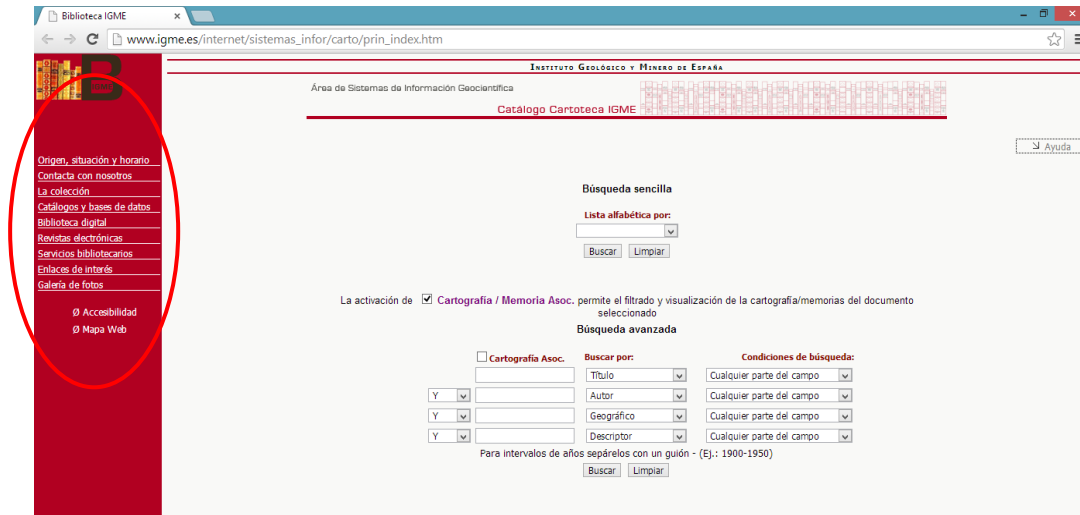 Biblioteca IGME
www.igme.es/internet/sistemas_infor/carto/prin_index.htm
B
IGME
INSTITUTO GEOLÓGICO Y MINERO DE ESPAÑA
Área de Sistemas de Información Geocientífica
Catálogo Cartoteca IGME
Ayuda
Origen, situación y horario
Contacta con nosotros
La colección
Catálogos y bases de datos
Biblioteca digital
Revistas electrónicas
Servicios bibliotecarios
Enlaces de interés
Galería de fotos
Ø Accesibilidad
Ø Mapa Web
Búsqueda sencilla
Lista alfabética por:
Buscar Limpiar
La activación de Cartografía / Memoria Asoc. permite el filtrado y visualización de la cartografía/memorias del documento
seleccionado
Búsqueda avanzada
Cartografía Asoc. Buscar por: Condiciones de búsqueda:
Título Cualquier parte del campo
Y Autor Cualquier parte del campo
Y Geográfico Cualquier parte del campo
Y Descriptor Cualquier parte del campo
Para intervalos de años sepárelos con un guión - (Ej.: 1900-1950)
Buscar Limpiar